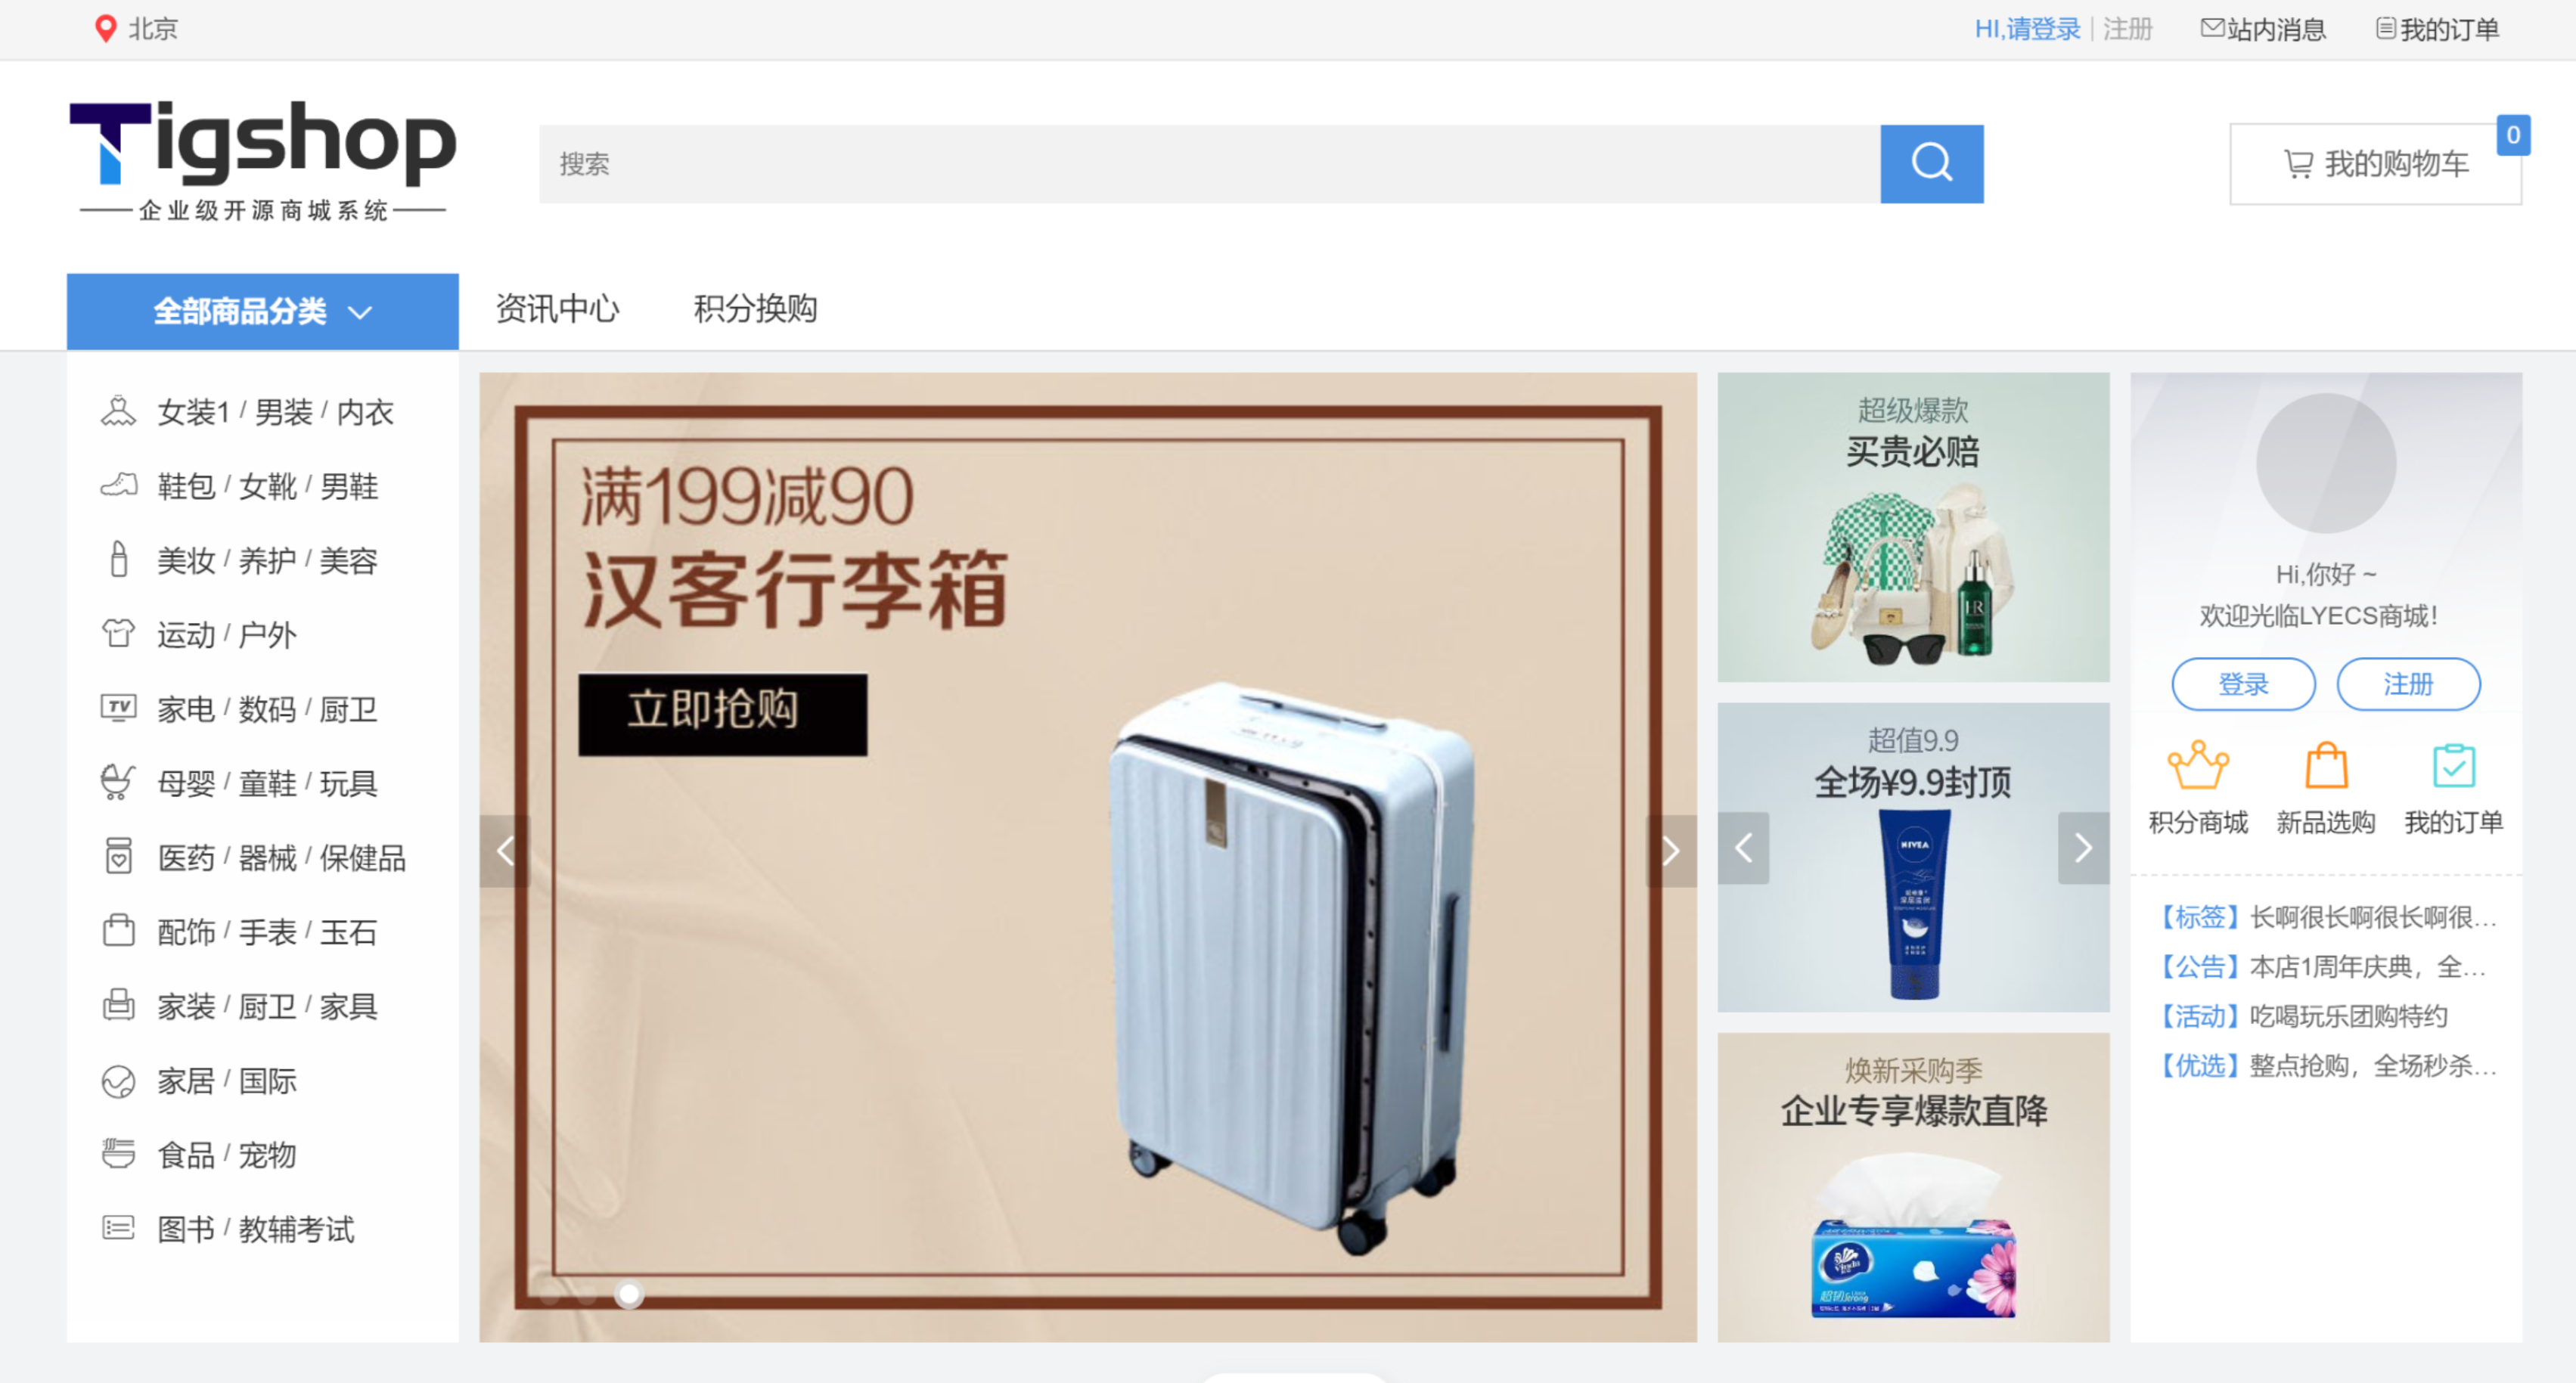 北京
HI,请登录 注册 站内消息 我的订单
Tigshop
企业级开源商城系统
搜索
我的购物车 0
全部商品分类 资讯中心 积分换购
女装1 / 男装 / 内衣
鞋包 / 女靴 / 男鞋
美妆 / 养护 / 美容
运动 / 户外
TV 家电 / 数码 / 厨卫
母婴 / 童鞋 / 玩具
医药 / 器械 / 保健品
配饰 / 手表 / 玉石
家装 / 厨卫 / 家具
家居 / 国际
食品 / 宠物
图书 / 教辅考试
满199减90
汉客行李箱
立即抢购
超级爆款
买贵必赔
HR
超值9.9
全场¥9.9封顶
NIVEA
焕新采购季
企业专享爆款直降
Vinda
超韧 Strong
Hi,你好 ~
欢迎光临LYECS商城!
登录 注册
积分商城 新品选购 我的订单
【标签】长啊很长啊很长啊很...
【公告】本店1周年庆典，全...
【活动】吃喝玩乐团购特约
【优选】整点抢购，全场秒杀...